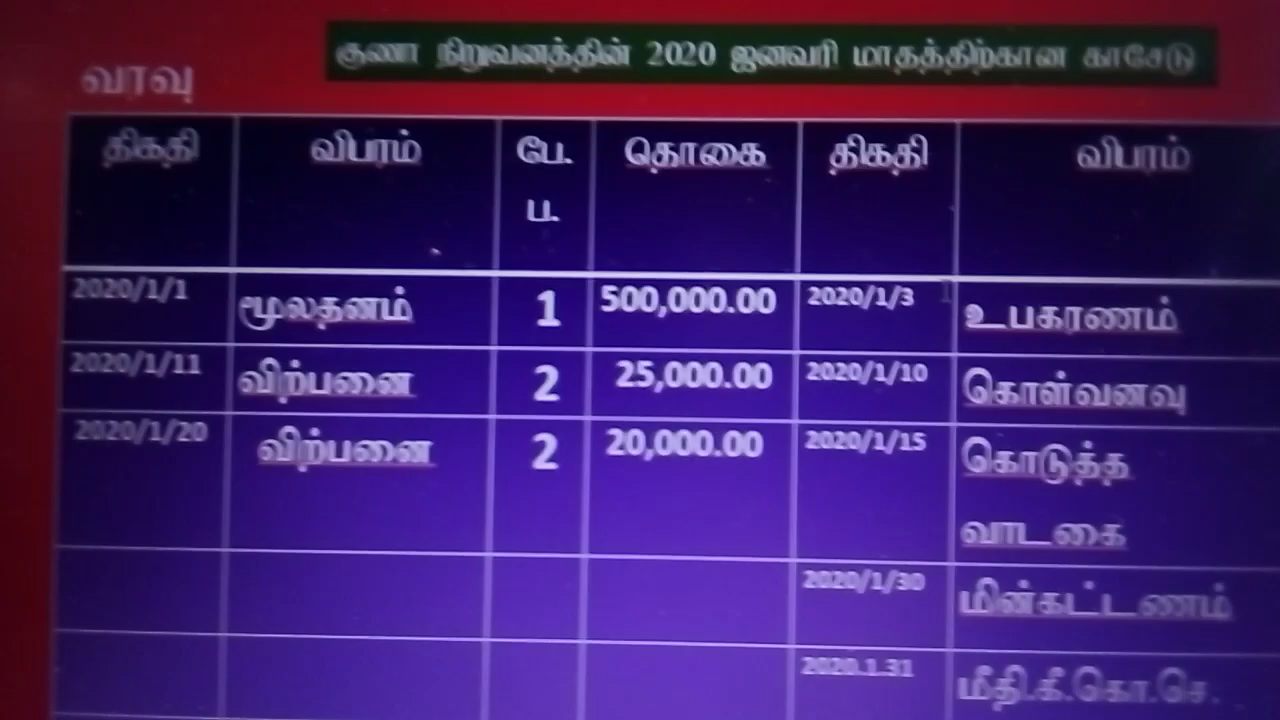 குணா நிறுவனத்தின் 2020 ஜனவரி மாதத்திற்கான காசேடு
வரவு
திகதி விபரம் பே. ப. தொகை திகதி விபரம்
2020/1/1 மூலதனம் 1 500,000.00 2020/1/3 உபகரணம்
2020/1/11 விற்பனை 2 25,000.00 2020/1/10 கொள்வனவு
2020/1/20 விற்பனை 2 20,000.00 2020/1/15 கொடுத்த
வாடகை
2020/1/30 மின்கட்டணம்
2020.1.31 மீதி.கீ.கொ.செ.